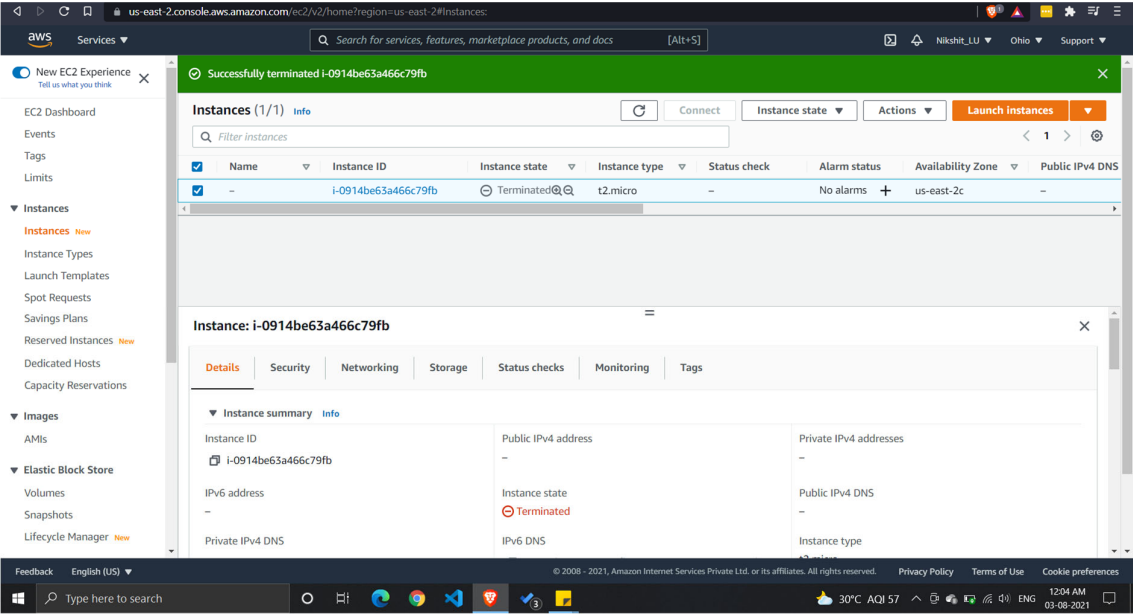 us-east-2.console.aws.amazon.com/ec2/v2/home?region=us-east-2#Instances:
aws Services Search for services, features, marketplace products, and docs [Alt+S] Nikshit_LU Ohio Support
New EC2 Experience
Tell us what you think
EC2 Dashboard
Events
Tags
Limits
Instances
Instances New
Instance Types
Launch Templates
Spot Requests
Savings Plans
Reserved Instances New
Dedicated Hosts
Capacity Reservations
Images
AMIs
Elastic Block Store
Volumes
Snapshots
Lifecycle Manager New
Successfully terminated i-0914be63a466c79fb
Instances (1/1) Info Connect Instance state Actions Launch instances
Filter instances 1
Name Instance ID Instance state Instance type Status check Alarm status Availability Zone Public IPv4 DNS
– i-0914be63a466c79fb Terminated t2.micro – No alarms + us-east-2c –
Instance: i-0914be63a466c79fb
Details Security Networking Storage Status checks Monitoring Tags
Instance summary Info
Instance ID Public IPv4 address Private IPv4 addresses
i-0914be63a466c79fb – –
IPv6 address Instance state Public IPv4 DNS
– Terminated –
Private IPv4 DNS IPv6 DNS Instance type
t2.micro
Feedback English (US) © 2008 - 2021, Amazon Internet Services Private Ltd. or its affiliates. All rights reserved. Privacy Policy Terms of Use Cookie preferences
Type here to search 3 30°C AQI 57 ENG 12:04 AM
03-08-2021